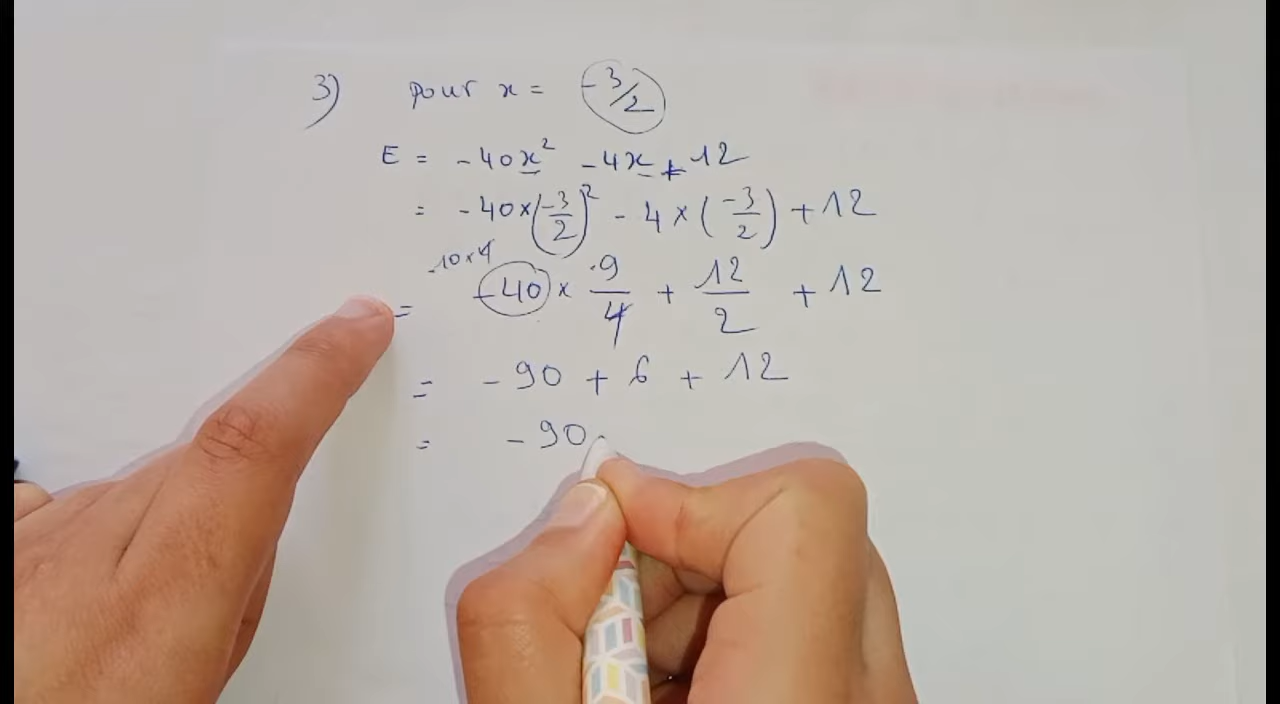 3) pour x = -3/2
E = -40x² -4x + 12
= -40×(-3/2)² - 4×(-3/2) + 12
-10×4
= -40 × 9/4 + 12/2 + 12
= -90 + 6 + 12
= -90